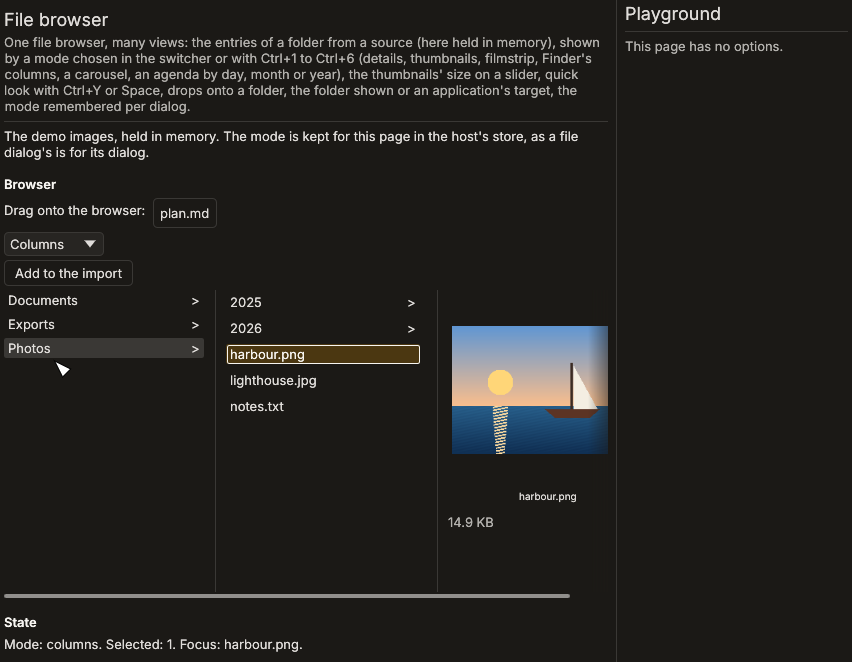 File browser
One file browser, many views: the entries of a folder from a source (here held in memory), shown
by a mode chosen in the switcher or with Ctrl+1 to Ctrl+6 (details, thumbnails, filmstrip, Finder's
columns, a carousel, an agenda by day, month or year), the thumbnails' size on a slider, quick
look with Ctrl+Y or Space, drops onto a folder, the folder shown or an application's target, the
mode remembered per dialog.
The demo images, held in memory. The mode is kept for this page in the host's store, as a file
dialog's is for its dialog.
Browser
Drag onto the browser: plan.md
Columns
Add to the import
Documents >
Exports >
Photos >
2025 >
2026 >
harbour.png
lighthouse.jpg
notes.txt
harbour.png
14.9 KB
State
Mode: columns. Selected: 1. Focus: harbour.png.
Playground
This page has no options.